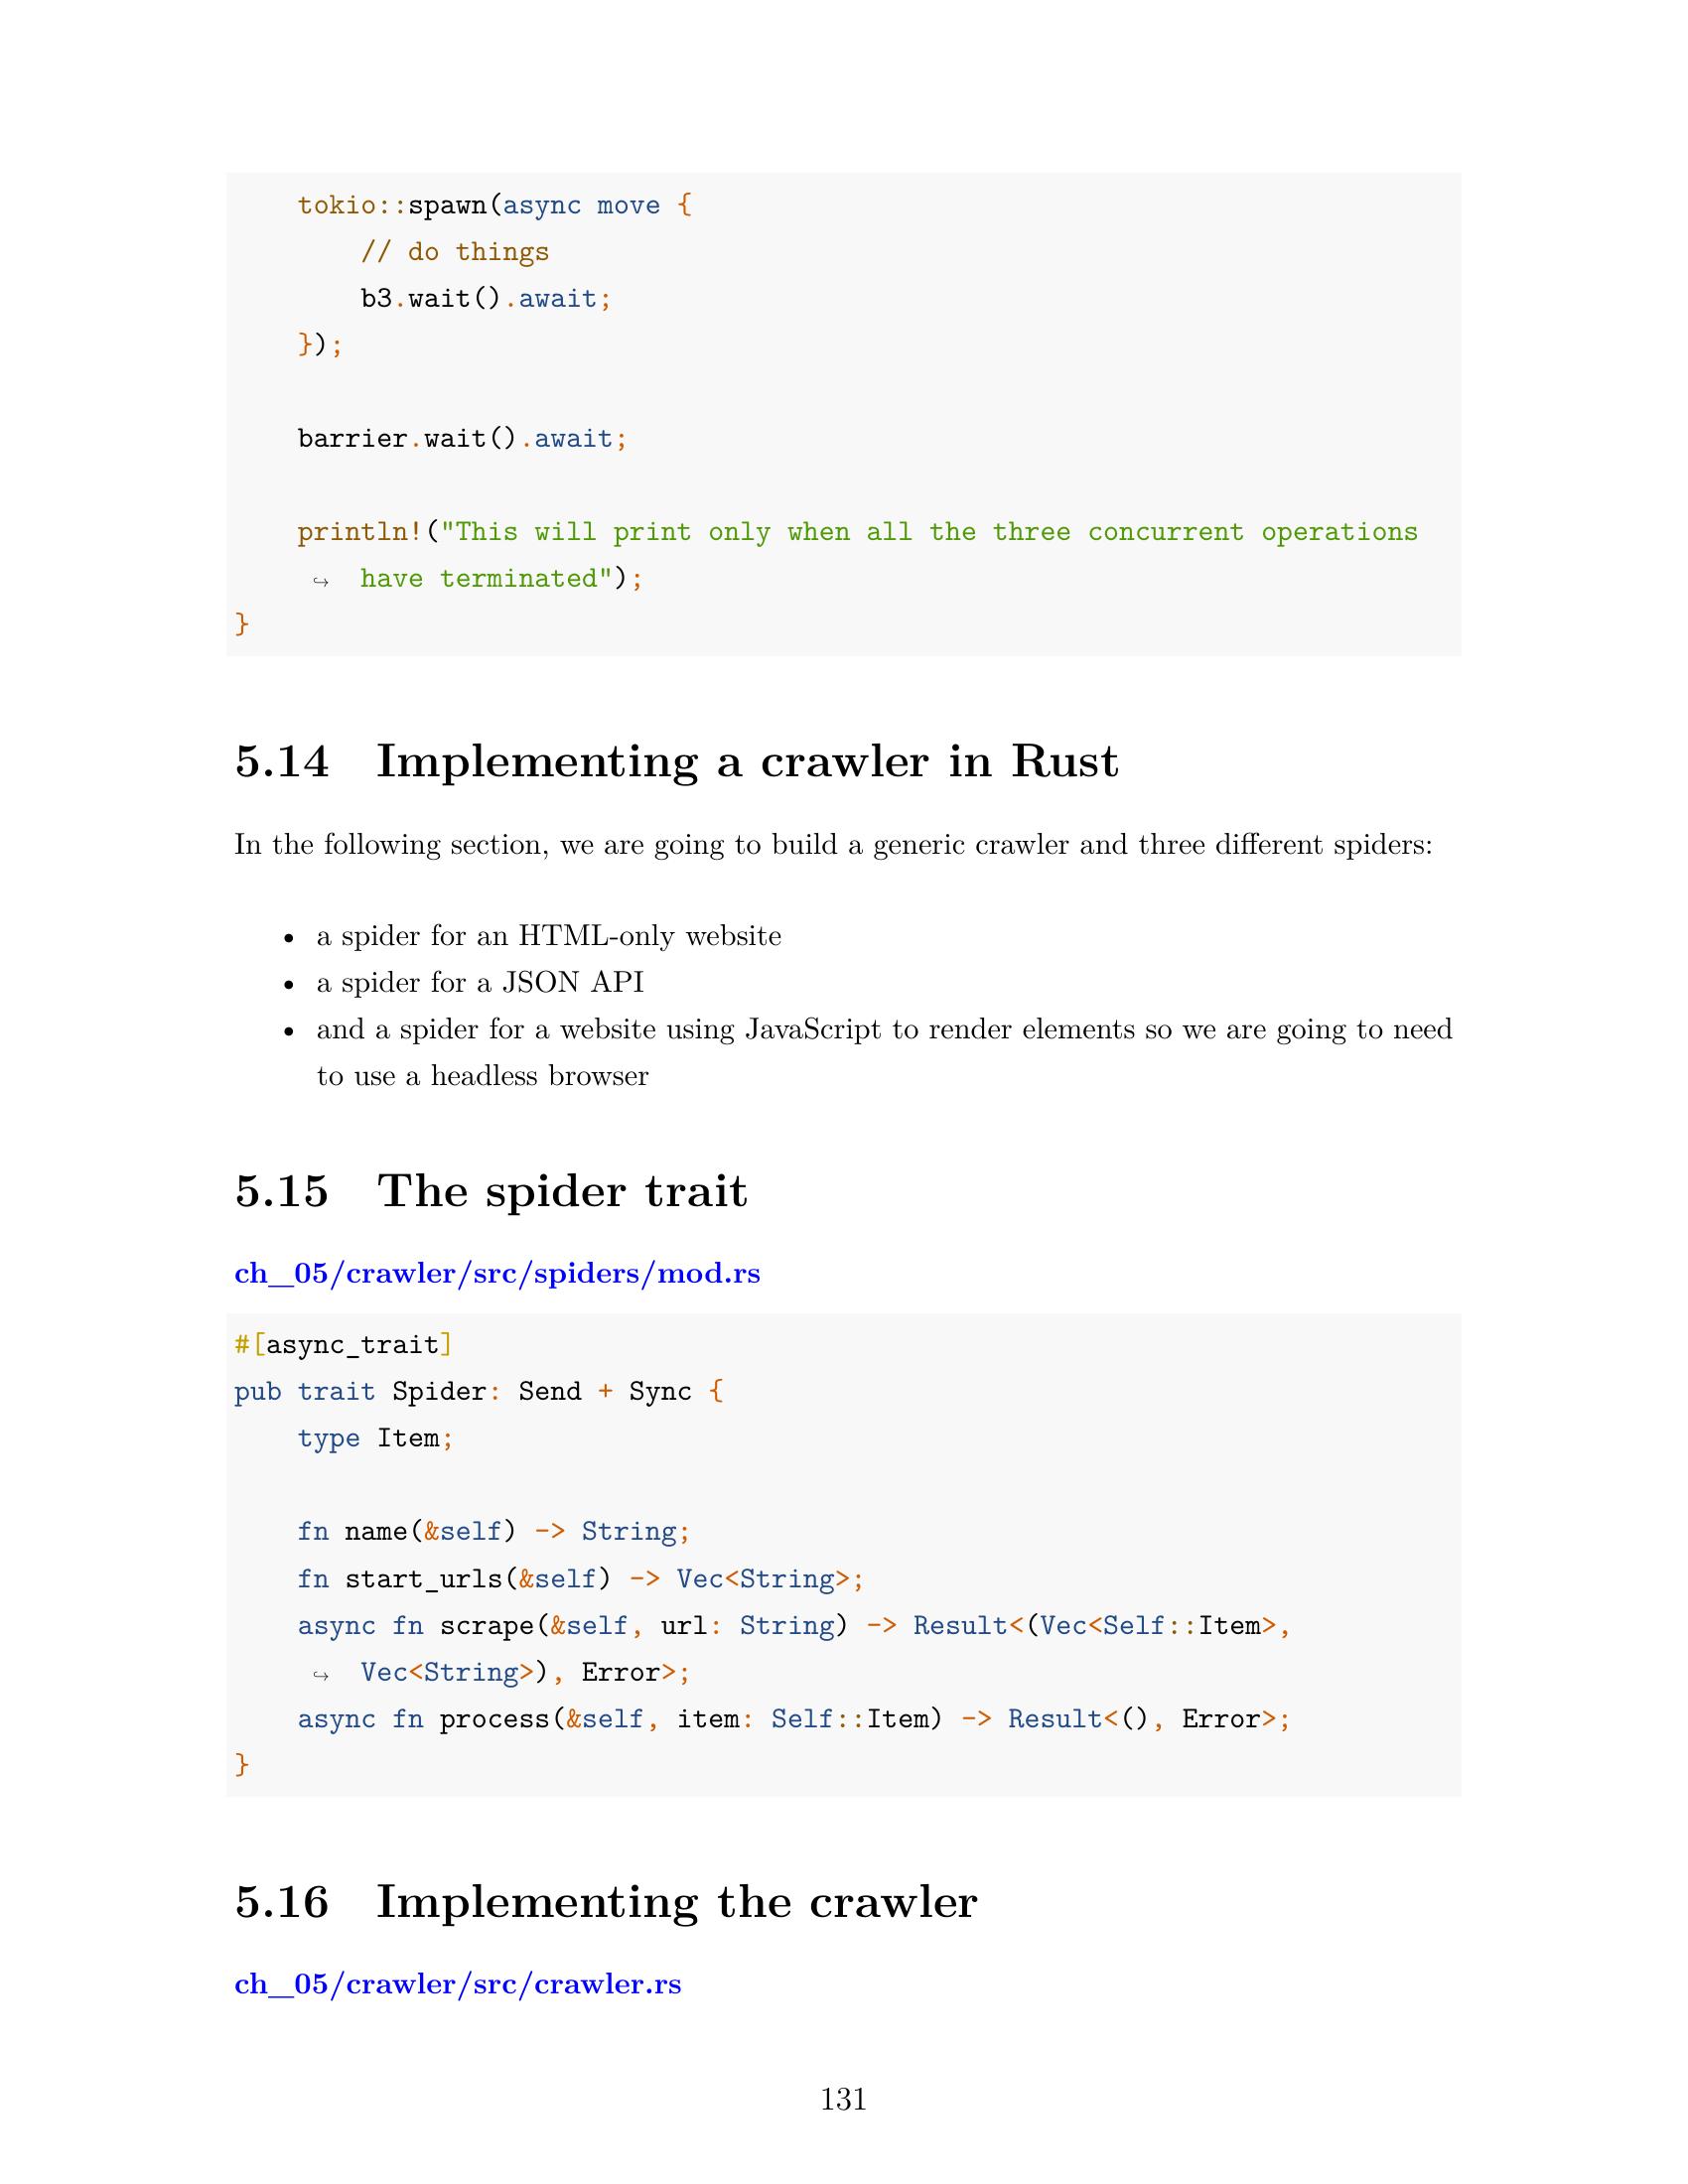 tokio::spawn(async move {
        // do things
        b3.wait().await;
    });

    barrier.wait().await;

    println!("This will print only when all the three concurrent operations
     ↪  have terminated");
}
5.14 Implementing a crawler in Rust
In the following section, we are going to build a generic crawler and three different spiders:
• a spider for an HTML-only website
• a spider for a JSON API
• and a spider for a website using JavaScript to render elements so we are going to need
to use a headless browser
5.15 The spider trait
ch_05/crawler/src/spiders/mod.rs
#[async_trait]
pub trait Spider: Send + Sync {
    type Item;

    fn name(&self) -> String;
    fn start_urls(&self) -> Vec<String>;
    async fn scrape(&self, url: String) -> Result<(Vec<Self::Item>,
     ↪  Vec<String>), Error>;
    async fn process(&self, item: Self::Item) -> Result<(), Error>;
}
5.16 Implementing the crawler
ch_05/crawler/src/crawler.rs
131